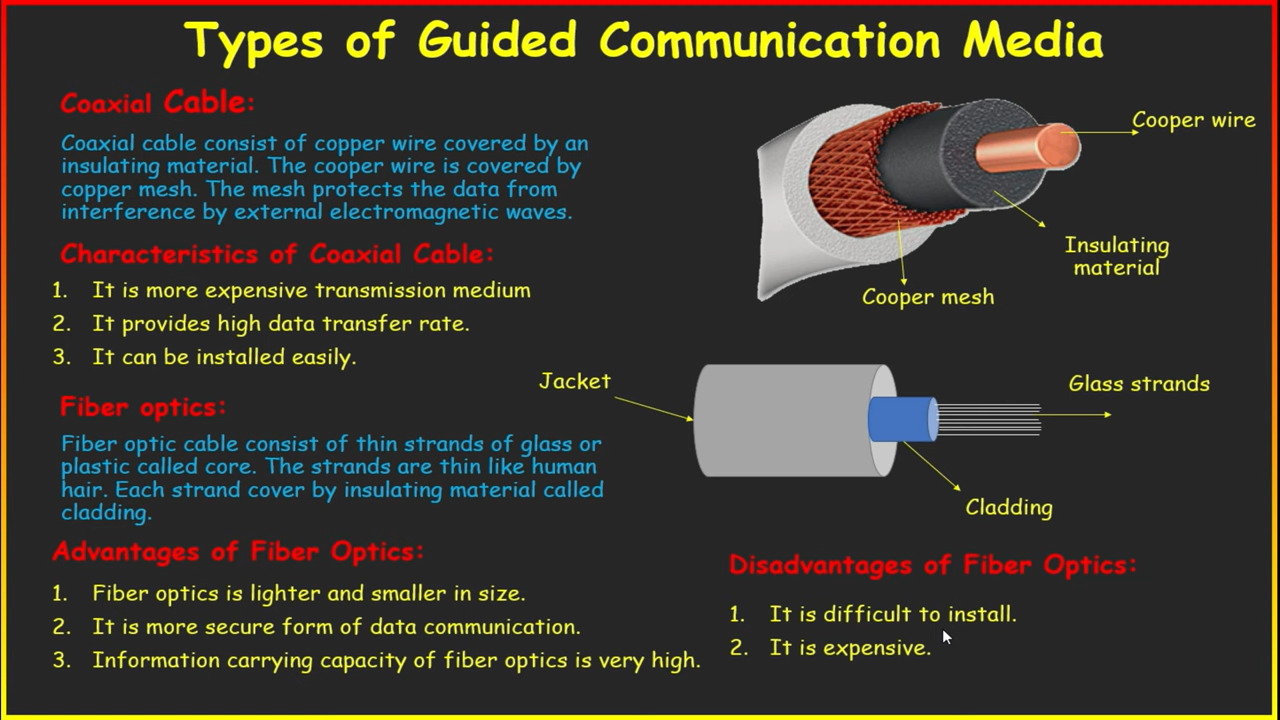 Types of Guided Communication Media
Coaxial Cable:
Coaxial cable consist of copper wire covered by an
insulating material. The cooper wire is covered by
copper mesh. The mesh protects the data from
interference by external electromagnetic waves.
Characteristics of Coaxial Cable:
1. It is more expensive transmission medium
2. It provides high data transfer rate.
3. It can be installed easily.
Cooper wire
Insulating
material
Cooper mesh
Fiber optics:
Fiber optic cable consist of thin strands of glass or
plastic called core. The strands are thin like human
hair. Each strand cover by insulating material called
cladding.
Jacket
Glass strands
Cladding
Advantages of Fiber Optics:
1. Fiber optics is lighter and smaller in size.
2. It is more secure form of data communication.
3. Information carrying capacity of fiber optics is very high.
Disadvantages of Fiber Optics:
1. It is difficult to install.
2. It is expensive.